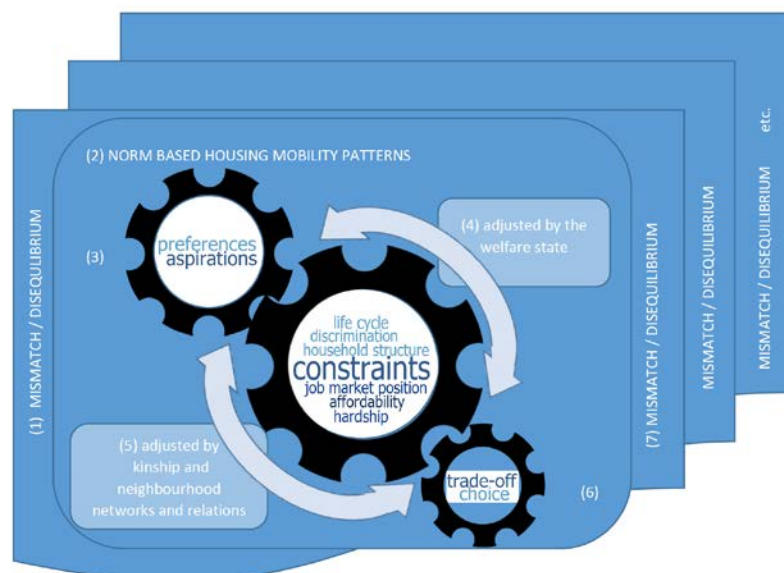 (1) MISMATCH / DISEQUILIBRIUM
(2) NORM BASED HOUSING MOBILITY PATTERNS
(3)
preferences
aspirations
(4) adjusted by the
welfare state
life cycle
discrimination
household structure
constraints
job market position
affordability
hardship
(5) adjusted by
kinship and
neighbourhood
networks and relations
trade-off
choice
(6)
(7) MISMATCH / DISEQUILIBRIUM
MISMATCH / DISEQUILIBRIUM
MISMATCH / DISEQUILIBRIUM etc.